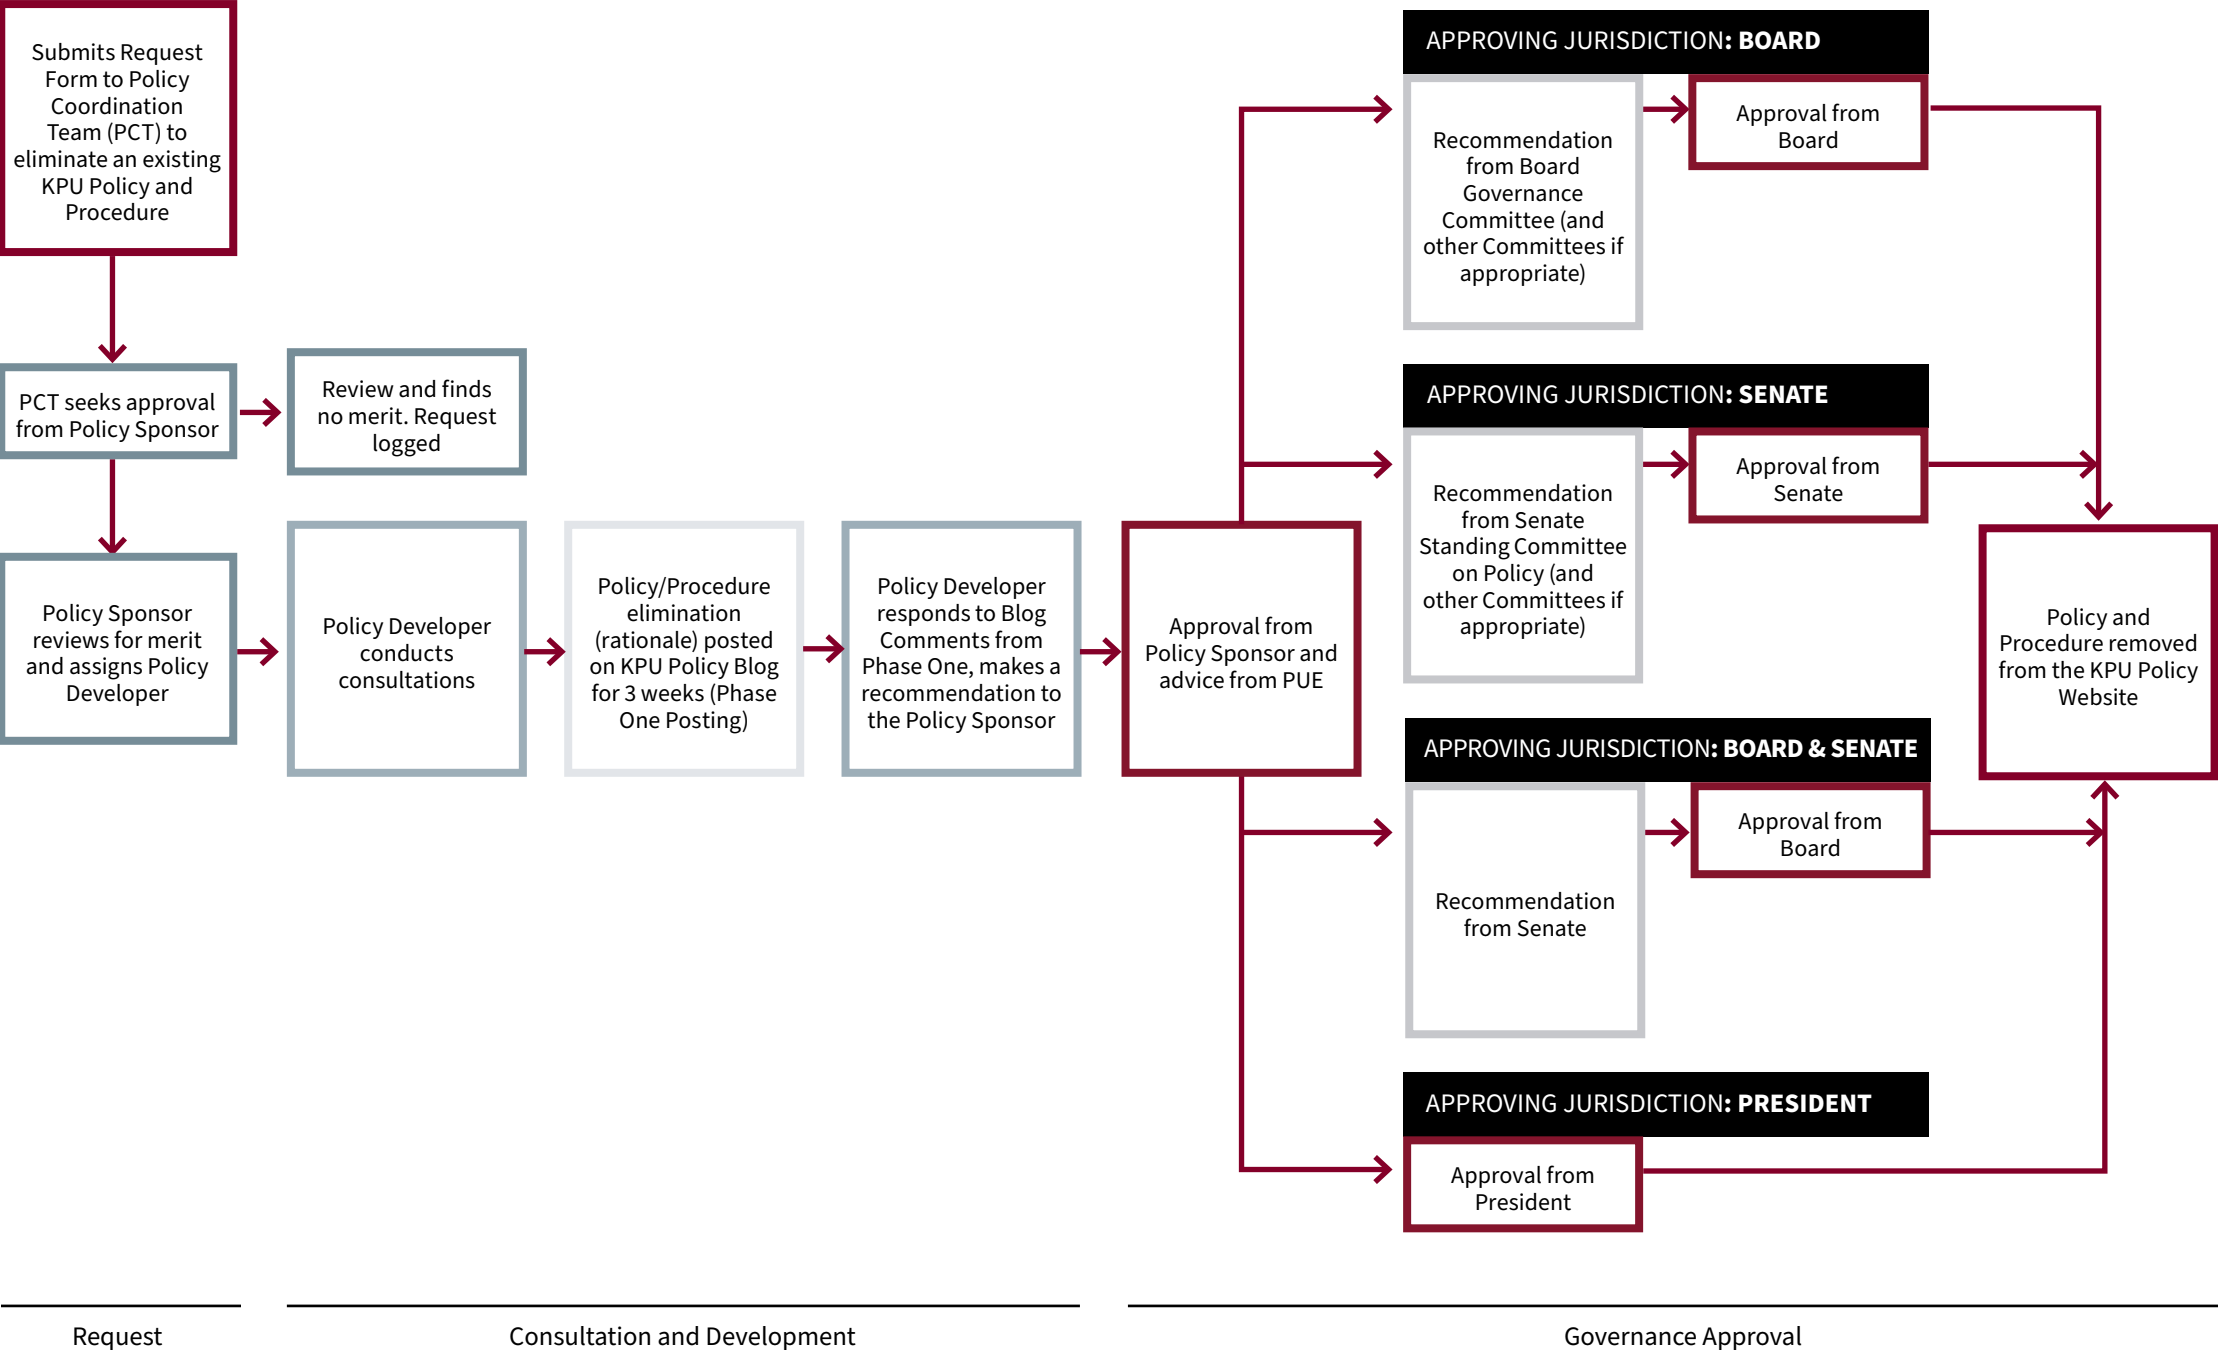 Submits Request
Form to Policy
Coordination
Team (PCT) to
eliminate an existing
KPU Policy and
Procedure
PCT seeks approval
from Policy Sponsor
Review and finds
no merit. Request
logged
Policy Sponsor
reviews for merit
and assigns Policy
Developer
Policy Developer
conducts
consultations
Policy/Procedure
elimination
(rationale) posted
on KPU Policy Blog
for 3 weeks (Phase
One Posting)
Policy Developer
responds to Blog
Comments from
Phase One, makes a
recommendation to
the Policy Sponsor
Approval from
Policy Sponsor and
advice from PUE
APPROVING JURISDICTION: BOARD
Recommendation
from Board
Governance
Committee (and
other Committees if
appropriate)
Approval from
Board
APPROVING JURISDICTION: SENATE
Recommendation
from Senate
Standing Committee
on Policy (and
other Committees if
appropriate)
Approval from
Senate
APPROVING JURISDICTION: BOARD & SENATE
Recommendation
from Senate
Approval from
Board
APPROVING JURISDICTION: PRESIDENT
Approval from
President
Policy and
Procedure removed
from the KPU Policy
Website
Request
Consultation and Development
Governance Approval